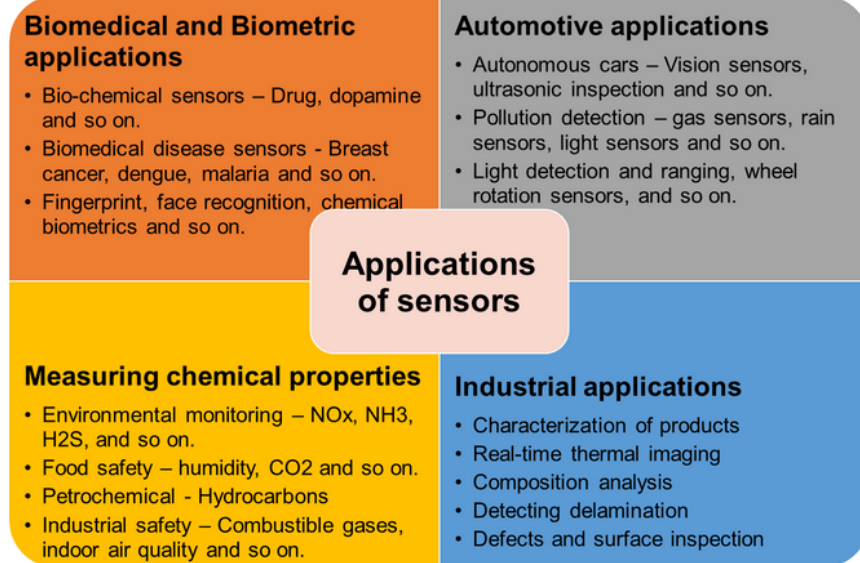 Biomedical and Biometric
applications
• Bio-chemical sensors – Drug, dopamine
and so on.
• Biomedical disease sensors - Breast
cancer, dengue, malaria and so on.
• Fingerprint, face recognition, chemical
biometrics and so on.
Automotive applications
• Autonomous cars – Vision sensors,
ultrasonic inspection and so on.
• Pollution detection – gas sensors, rain
sensors, light sensors and so on.
• Light detection and ranging, wheel
rotation sensors, and so on.
Applications
of sensors
Measuring chemical properties
• Environmental monitoring – NOx, NH3,
H2S, and so on.
• Food safety – humidity, CO2 and so on.
• Petrochemical - Hydrocarbons
• Industrial safety – Combustible gases,
indoor air quality and so on.
Industrial applications
• Characterization of products
• Real-time thermal imaging
• Composition analysis
• Detecting delamination
• Defects and surface inspection